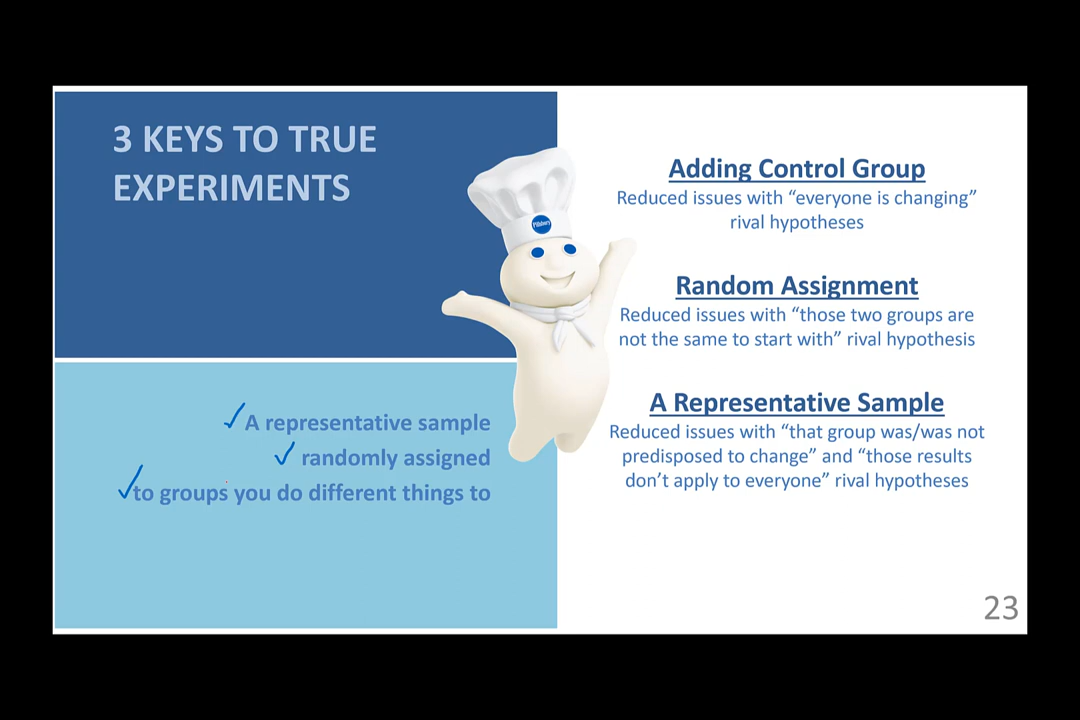 3 KEYS TO TRUE
EXPERIMENTS
Pillsbury
A representative sample
randomly assigned
to groups you do different things to
Adding Control Group
Reduced issues with “everyone is changing”
rival hypotheses
Random Assignment
Reduced issues with “those two groups are
not the same to start with” rival hypothesis
A Representative Sample
Reduced issues with “that group was/was not
predisposed to change” and “those results
don’t apply to everyone” rival hypotheses
23